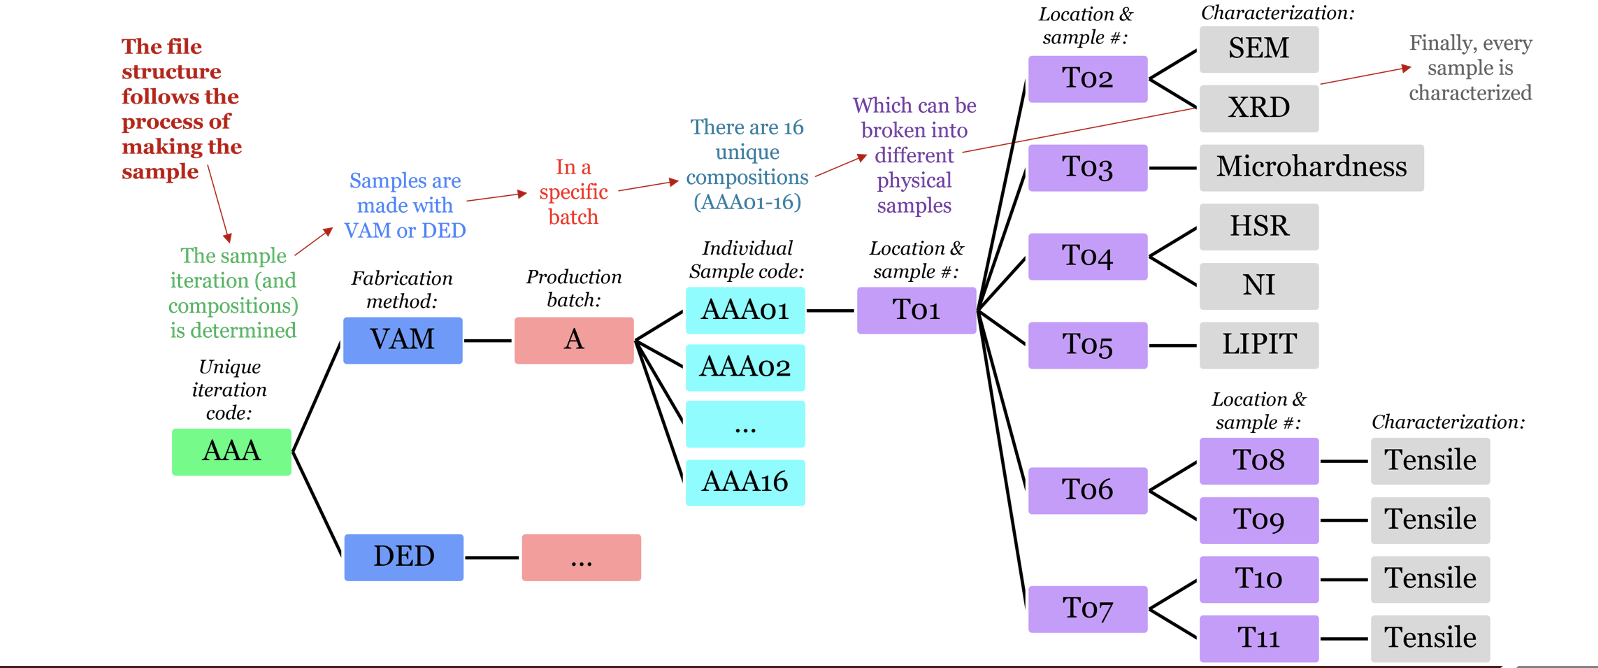 The file
structure
follows the
process of
making the
sample
The sample
iteration (and
compositions)
is determined
Unique
iteration
code:
AAA
Samples are
made with
VAM or DED
Fabrication
method:
VAM
DED
In a
specific
batch
Production
batch:
A
...
There are 16
unique
compositions
(AAA01-16)
Individual
Sample code:
AAA01
AAA02
...
AAA16
Which can be
broken into
different
physical
samples
Location &
sample #:
T01
Location &
sample #:
T02
T03
T04
T05
T06
T07
Characterization:
SEM
XRD
Microhardness
HSR
NI
LIPIT
Location &
sample #:
T08
T09
T10
T11
Characterization:
Tensile
Tensile
Tensile
Tensile
Finally, every
sample is
characterized